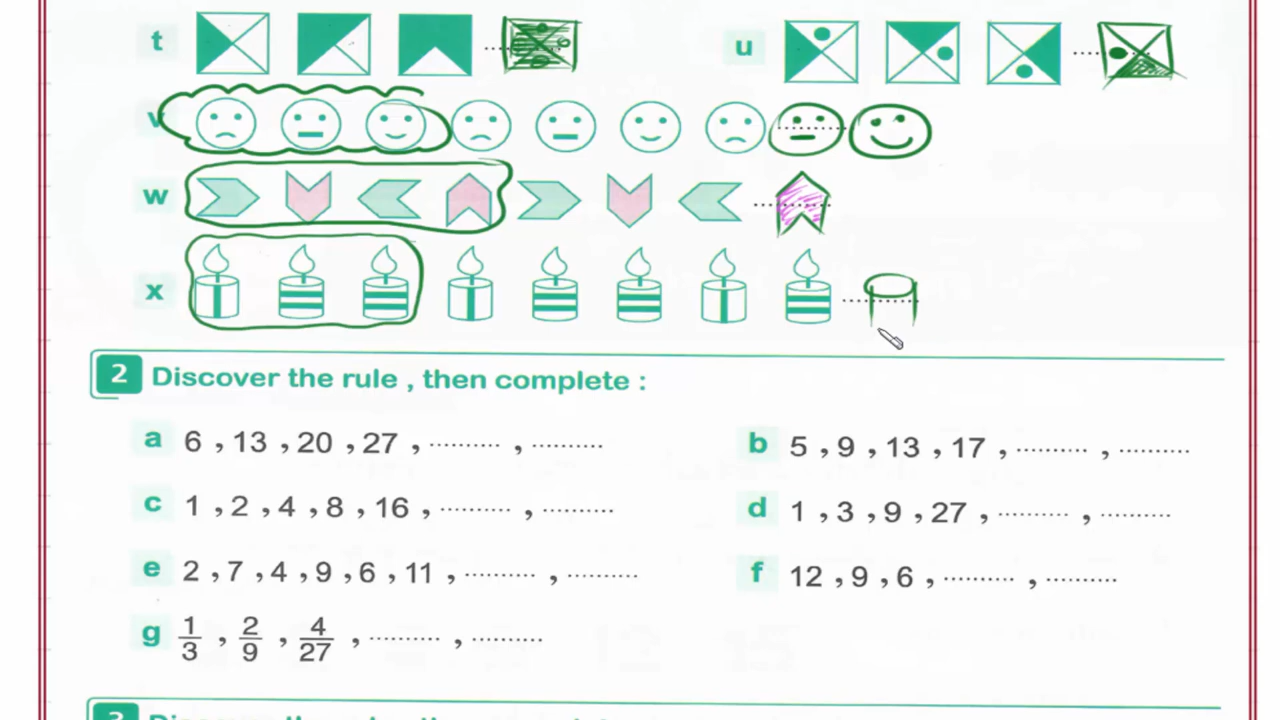 t u
v
w
x
2 Discover the rule , then complete :
a 6 , 13 , 20 , 27 , .......... , .......... b 5 , 9 , 13 , 17 , .......... , ..........
c 1 , 2 , 4 , 8 , 16 , .......... , .......... d 1 , 3 , 9 , 27 , .......... , ..........
e 2 , 7 , 4 , 9 , 6 , 11 , .......... , .......... f 12 , 9 , 6 , .......... , ..........
g 1/3 , 2/9 , 4/27 , .......... , ..........